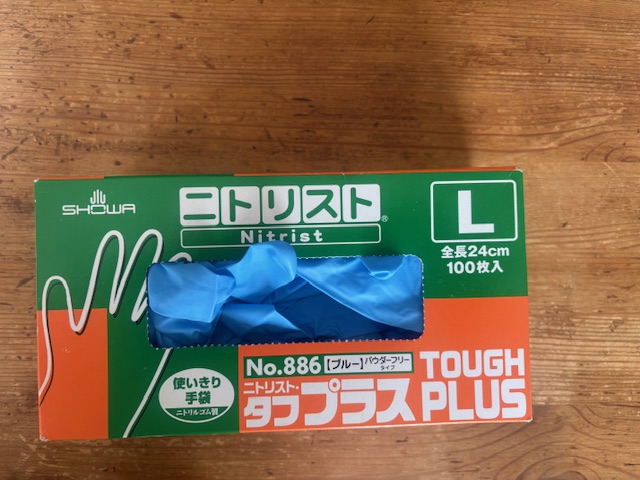 SHOWA
ニトリスト®
Nitrist
L
全長24cm
100枚入
No.886【ブルー】パウダーフリー
タイプ
使いきり
手袋
ニトリルゴム製
ニトリスト・
タフプラス
TOUGH
PLUS